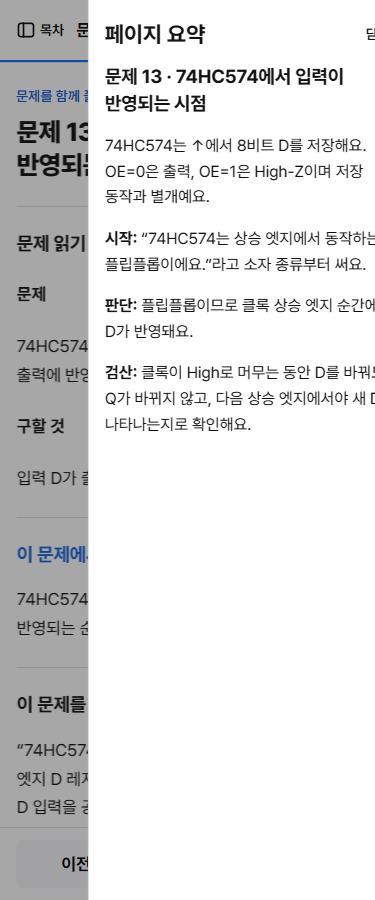 목차
페이지 요약
문제 13 · 74HC574에서 입력이
반영되는 시점
74HC574는 ↑에서 8비트 D를 저장해요.
OE=0은 출력, OE=1은 High-Z이며 저장
동작과 별개예요.
시작: “74HC574는 상승 엣지에서 동작하는
플립플롭이에요.”라고 소자 종류부터 써요.
판단: 플립플롭이므로 클록 상승 엣지 순간에
D가 반영돼요.
검산: 클록이 High로 머무는 동안 D를 바꿔
Q가 바뀌지 않고, 다음 상승 엣지에서야 새 D
나타나는지로 확인해요.
문제를 함께
문제 13
반영되는
문제 읽기
문제
74HC574
출력에 반영
구할 것
입력 D가
이 문제에
74HC574
반영되는
이 문제를
“74HC574
엣지 D
D 입력을
이전